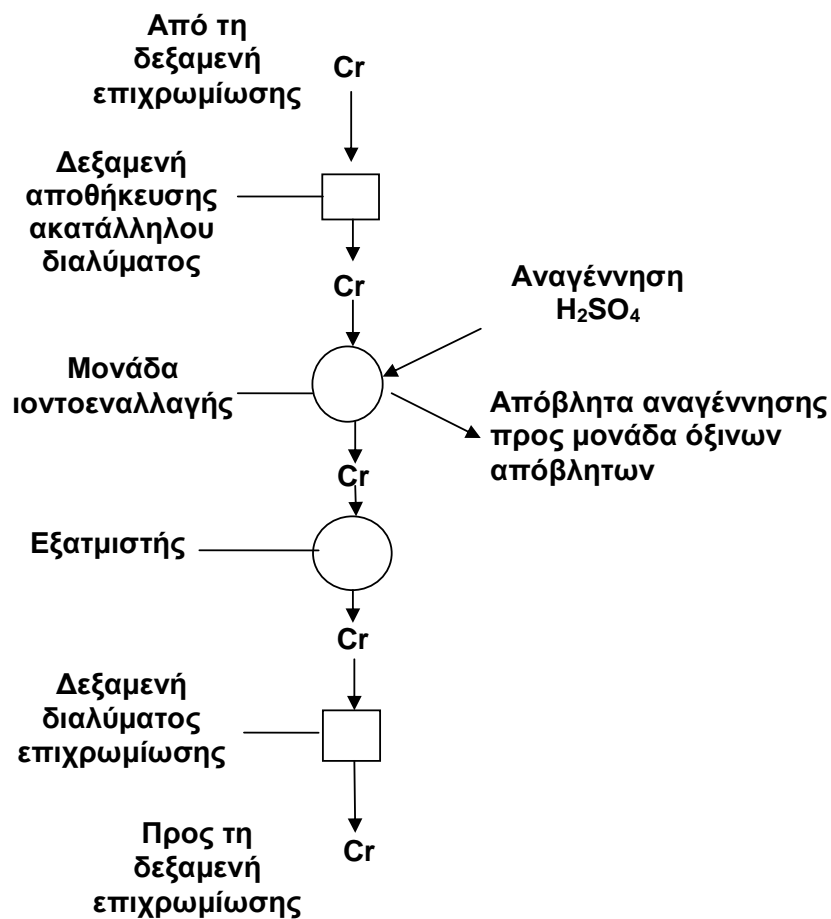 Από τη
δεξαμενή
επιχρωμίωσης
Cr
Δεξαμενή
αποθήκευσης
ακατάλληλου
διαλύματος
Cr
Αναγέννηση
H₂SO₄
Μονάδα
ιοντοεναλλαγής
Απόβλητα αναγέννησης
προς μονάδα όξινων
απόβλητων
Cr
Εξατμιστής
Cr
Δεξαμενή
διαλύματος
επιχρωμίωσης
Προς τη
δεξαμενή
επιχρωμίωσης
Cr